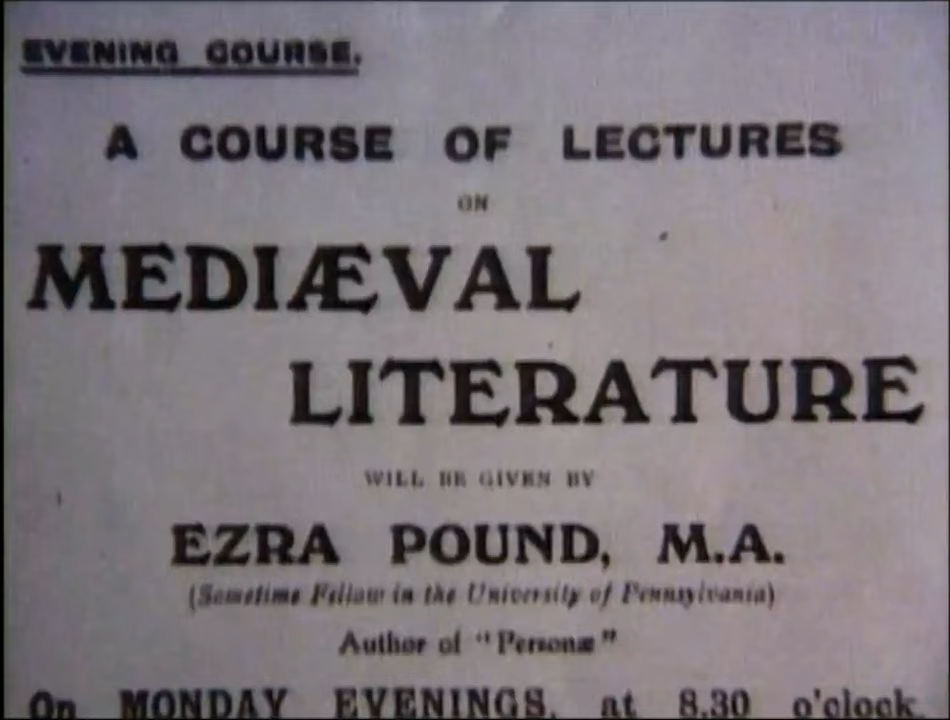 EVENING COURSE.
A COURSE OF LECTURES
ON
MEDIÆVAL
LITERATURE
WILL BE GIVEN BY
EZRA POUND, M.A.
(Sometime Fellow in the University of Pennsylvania)
Author of "Personæ"
On MONDAY EVENINGS, at 8.30 o'clock,